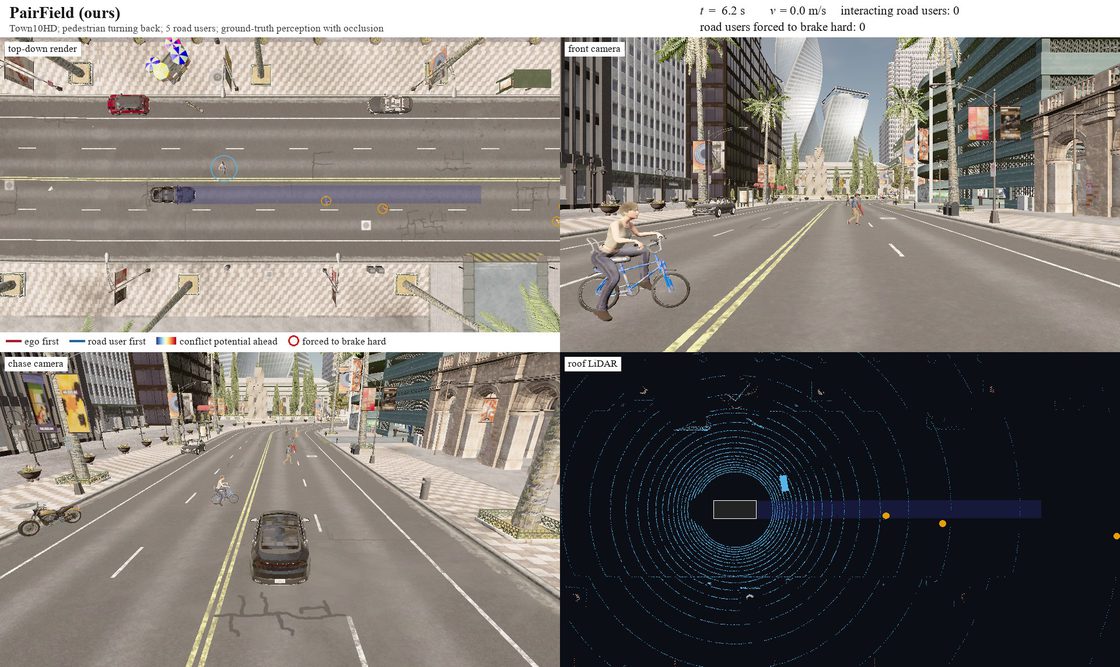 PairField (ours)
Town10HD; pedestrian turning back; 5 road users; ground-truth perception with occlusion
t = 6.2 s v = 0.0 m/s interacting road users: 0
road users forced to brake hard: 0
top-down render
front camera
ego first road user first conflict potential ahead forced to brake hard
chase camera
roof LiDAR